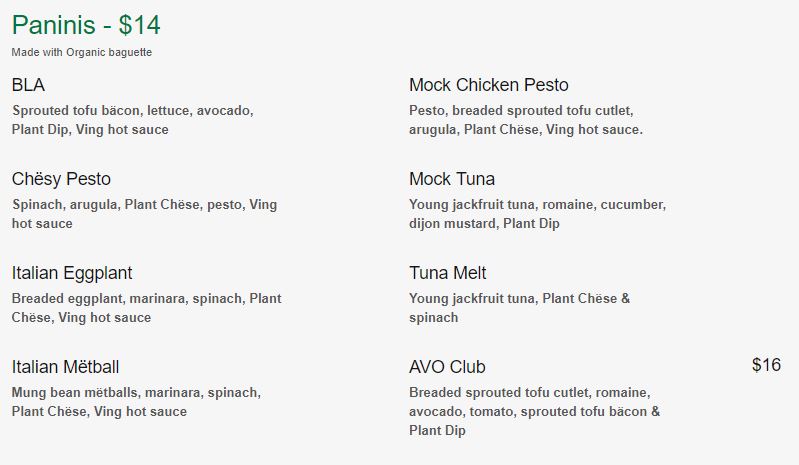 Paninis - $14
Made with Organic baguette
BLA
Sprouted tofu bäcon, lettuce, avocado,
Plant Dip, Ving hot sauce
Chësy Pesto
Spinach, arugula, Plant Chëse, pesto, Ving
hot sauce
Italian Eggplant
Breaded eggplant, marinara, spinach, Plant
Chëse, Ving hot sauce
Italian Mëtball
Mung bean mëtballs, marinara, spinach,
Plant Chëse, Ving hot sauce
Mock Chicken Pesto
Pesto, breaded sprouted tofu cutlet,
arugula, Plant Chëse, Ving hot sauce.
Mock Tuna
Young jackfruit tuna, romaine, cucumber,
dijon mustard, Plant Dip
Tuna Melt
Young jackfruit tuna, Plant Chëse &
spinach
AVO Club $16
Breaded sprouted tofu cutlet, romaine,
avocado, tomato, sprouted tofu bäcon &
Plant Dip